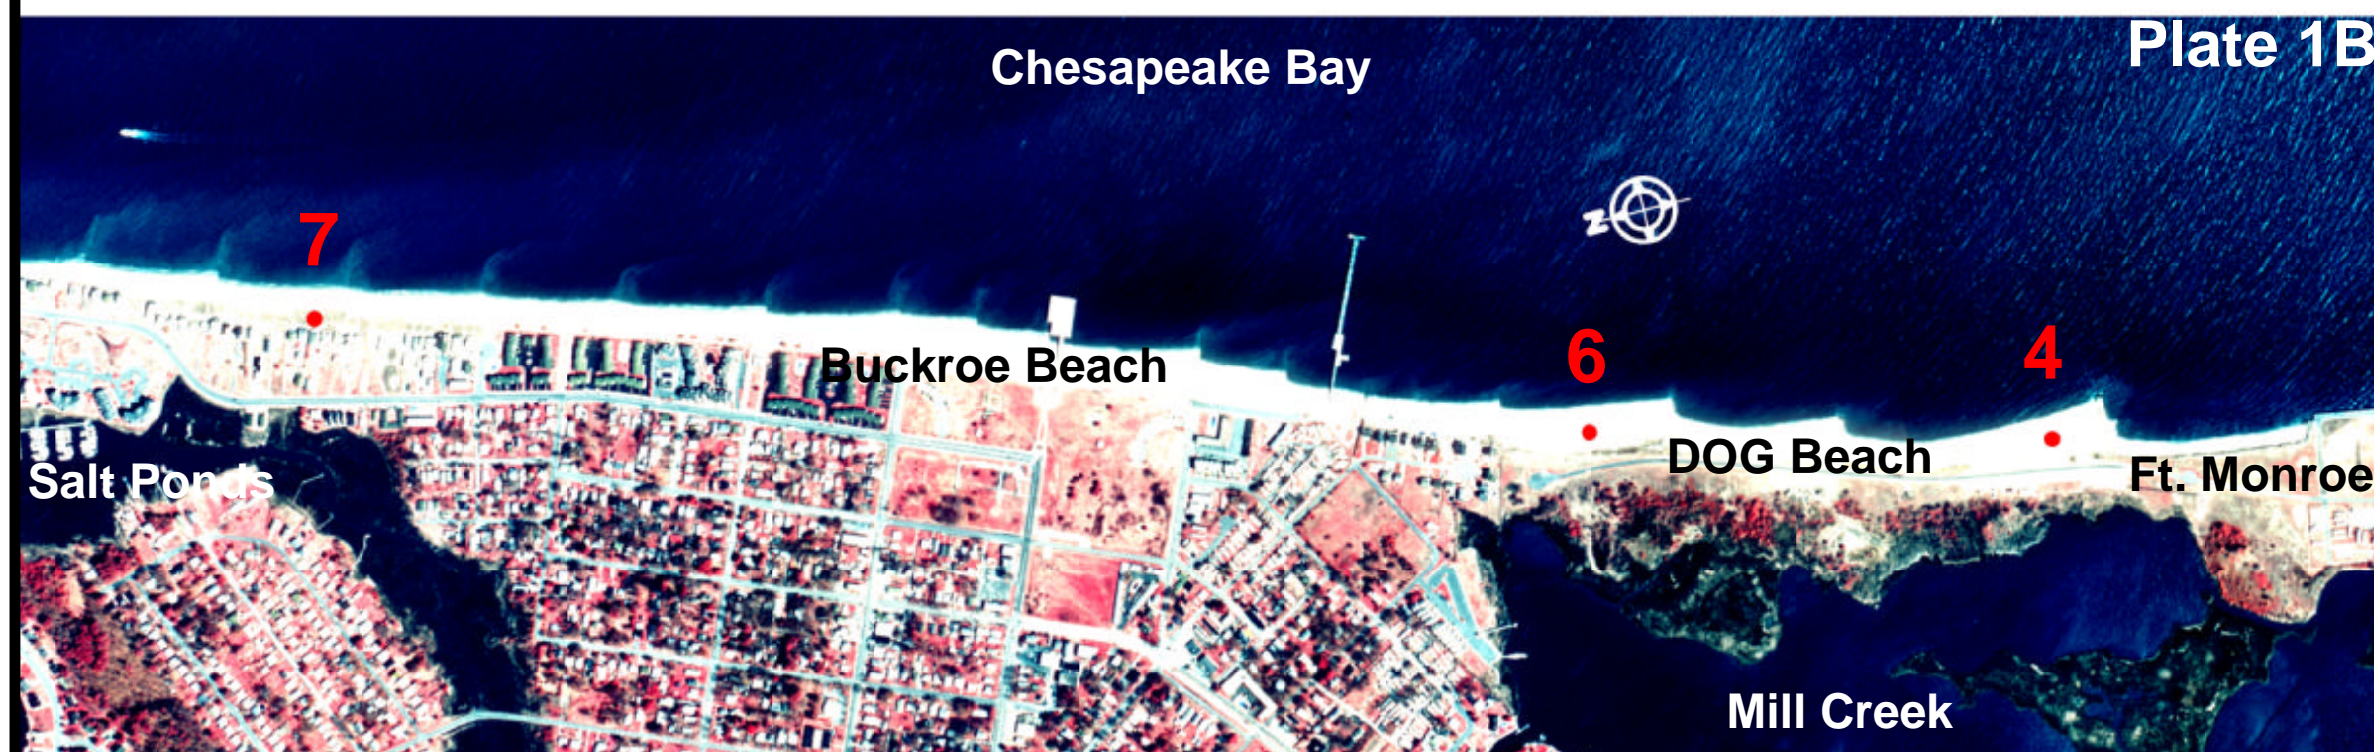 Plate 1B
Chesapeake Bay
7
N
6
4
Buckroe Beach
DOG Beach
Ft. Monroe
Salt Ponds
Mill Creek